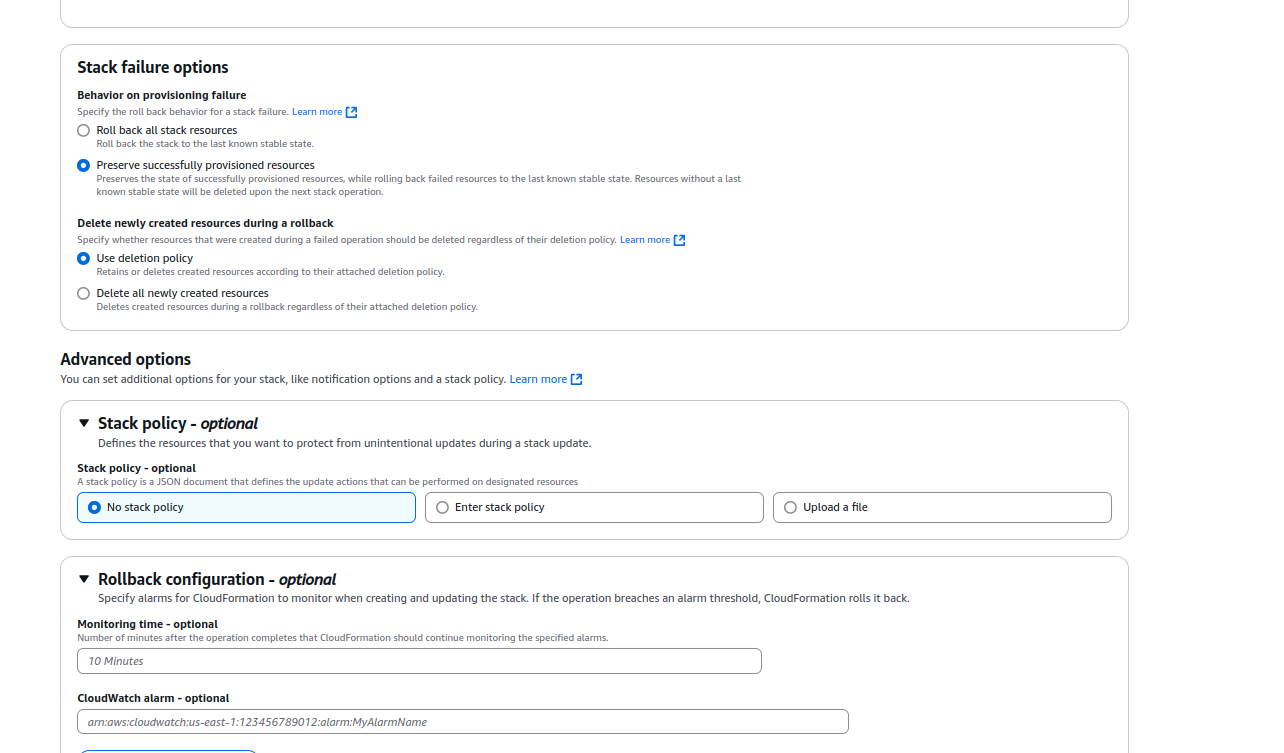 Stack failure options
Behavior on provisioning failure
Specify the roll back behavior for a stack failure. Learn more
Roll back all stack resources
Roll back the stack to the last known stable state.
Preserve successfully provisioned resources
Preserves the state of successfully provisioned resources, while rolling back failed resources to the last known stable state. Resources without a last
known stable state will be deleted upon the next stack operation.
Delete newly created resources during a rollback
Specify whether resources that were created during a failed operation should be deleted regardless of their deletion policy. Learn more
Use deletion policy
Retains or deletes created resources according to their attached deletion policy.
Delete all newly created resources
Deletes created resources during a rollback regardless of their attached deletion policy.
Advanced options
You can set additional options for your stack, like notification options and a stack policy. Learn more
Stack policy - optional
Defines the resources that you want to protect from unintentional updates during a stack update.
Stack policy - optional
A stack policy is a JSON document that defines the update actions that can be performed on designated resources
No stack policy
Enter stack policy
Upload a file
Rollback configuration - optional
Specify alarms for CloudFormation to monitor when creating and updating the stack. If the operation breaches an alarm threshold, CloudFormation rolls it back.
Monitoring time - optional
Number of minutes after the operation completes that CloudFormation should continue monitoring the specified alarms.
10 Minutes
CloudWatch alarm - optional
arn:aws:cloudwatch:us-east-1:123456789012:alarm:MyAlarmName